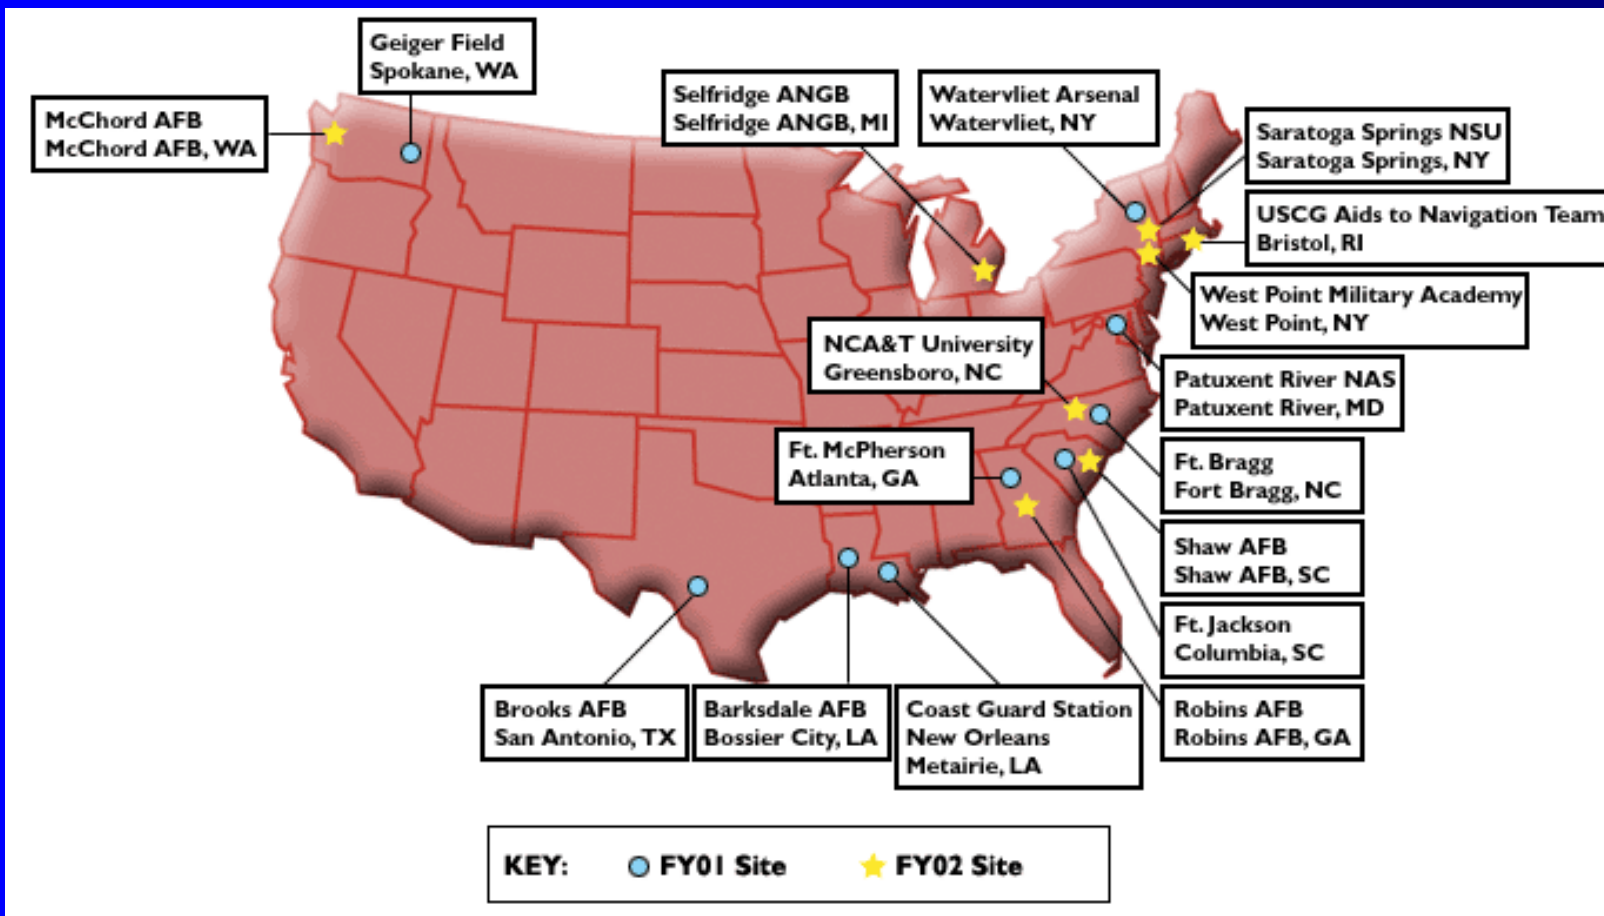 Geiger Field
Spokane, WA
McChord AFB
McChord AFB, WA
Selfridge ANGB
Selfridge ANGB, MI
Watervliet Arsenal
Watervliet, NY
Saratoga Springs NSU
Saratoga Springs, NY
USCG Aids to Navigation Team
Bristol, RI
West Point Military Academy
West Point, NY
NCA&T University
Greensboro, NC
Patuxent River NAS
Patuxent River, MD
Ft. McPherson
Atlanta, GA
Ft. Bragg
Fort Bragg, NC
Shaw AFB
Shaw AFB, SC
Ft. Jackson
Columbia, SC
Brooks AFB
San Antonio, TX
Barksdale AFB
Bossier City, LA
Coast Guard Station
New Orleans
Metairie, LA
Robins AFB
Robins AFB, GA
KEY: FY01 Site FY02 Site